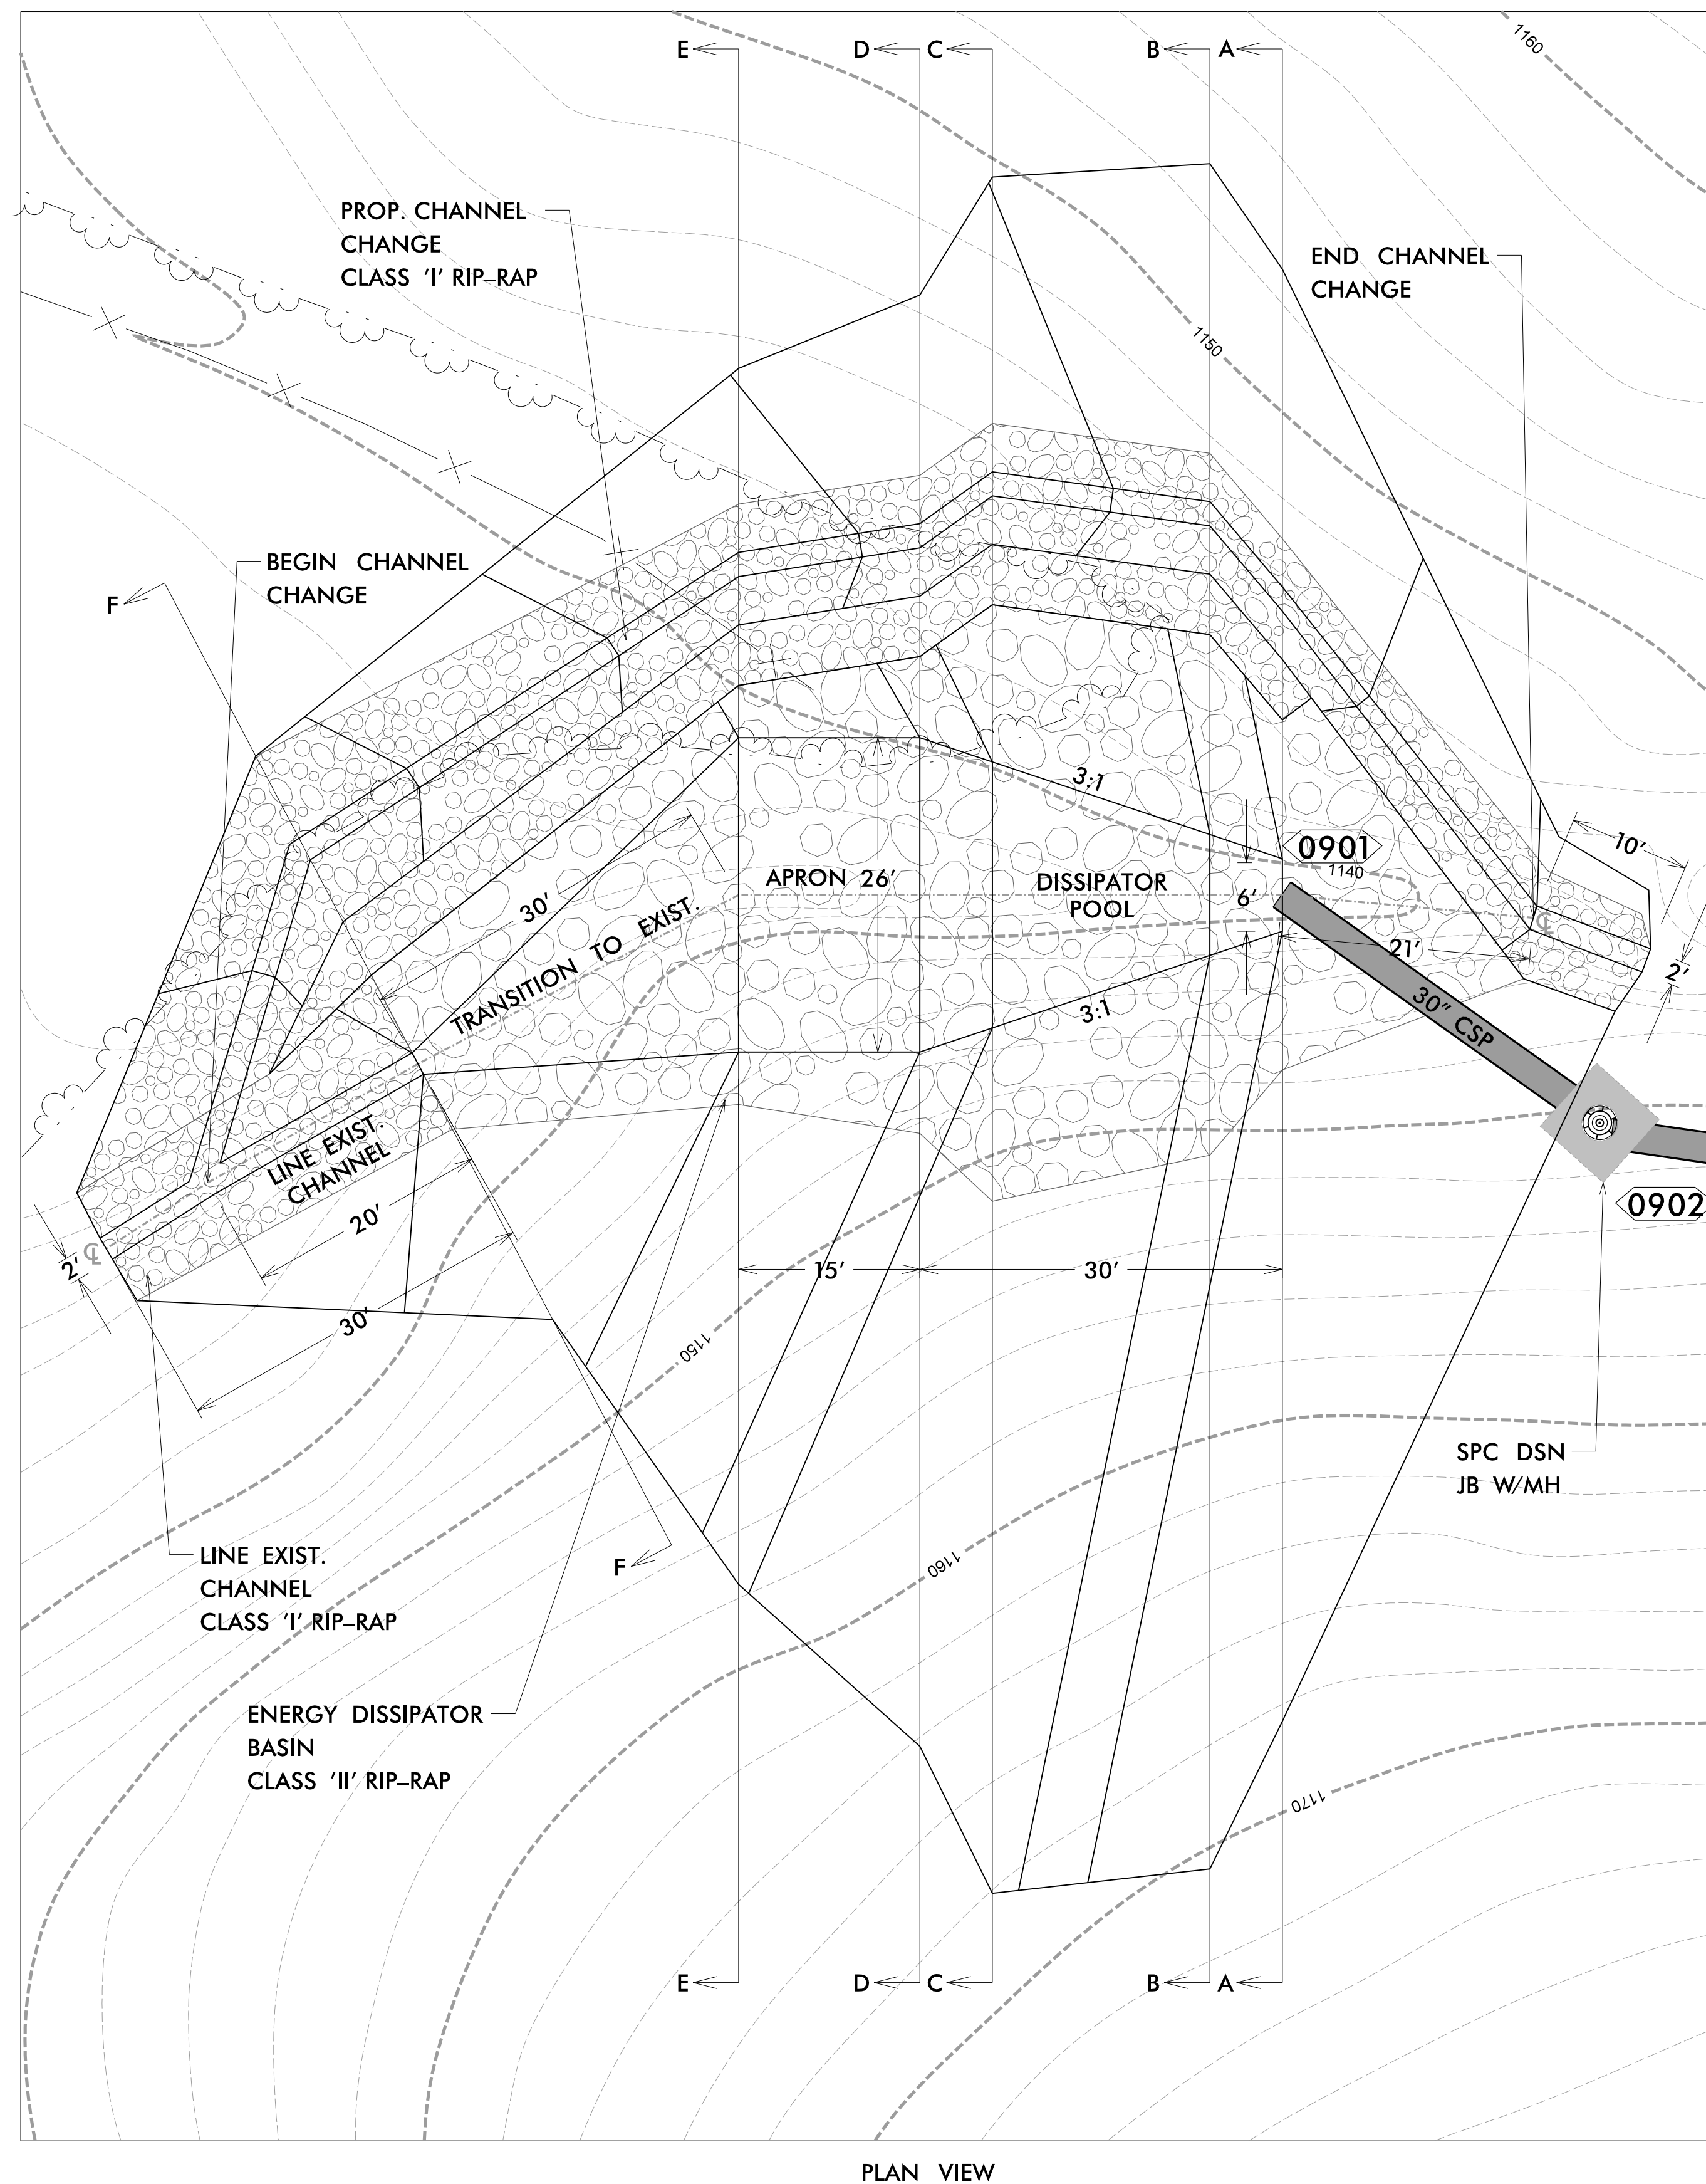 1160
E
D
C
B
A
PROP. CHANNEL
CHANGE
CLASS 'I' RIP-RAP
END CHANNEL
CHANGE
1150
BEGIN CHANNEL
CHANGE
F
3:1
0901
1140
10'
APRON 26'
DISSIPATOR
POOL
6'
30'
TRANSITION TO EXIST.
℄
21'
2'
3:1
30" CSP
LINE EXIST.
CHANNEL
0902
20'
℄
2'
15'
30'
30'
1150
SPC DSN
JB W/MH
LINE EXIST.
CHANNEL
CLASS 'I' RIP-RAP
F
1160
ENERGY DISSIPATOR
BASIN
CLASS 'II' RIP-RAP
1170
E
D
C
B
A
PLAN VIEW